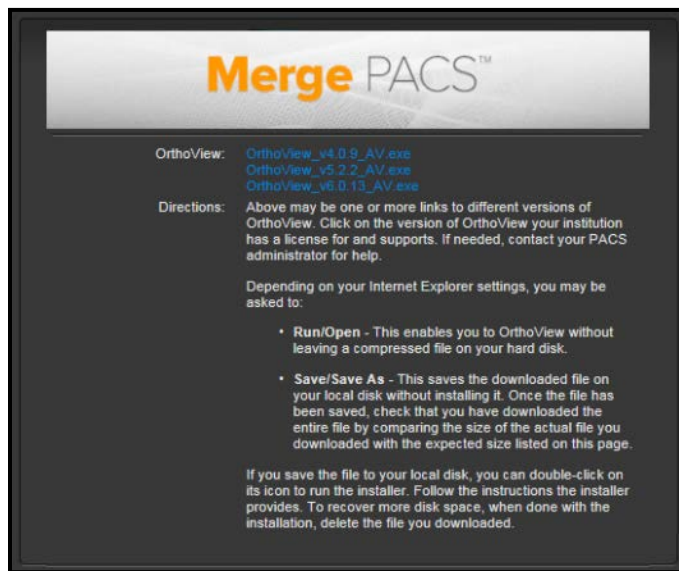 Merge PACS™
OrthoView: OrthoView_v4.0.9_AV.exe
OrthoView_v5.2.2_AV.exe
OrthoView_v6.0.13_AV.exe
Directions: Above may be one or more links to different versions of
OrthoView. Click on the version of OrthoView your institution
has a license for and supports. If needed, contact your PACS
administrator for help.
Depending on your Internet Explorer settings, you may be
asked to:
• Run/Open - This enables you to OrthoView without
leaving a compressed file on your hard disk.
• Save/Save As - This saves the downloaded file on
your local disk without installing it. Once the file has
been saved, check that you have downloaded the
entire file by comparing the size of the actual file you
downloaded with the expected size listed on this page.
If you save the file to your local disk, you can double-click on
its icon to run the installer. Follow the instructions the installer
provides. To recover more disk space, when done with the
installation, delete the file you downloaded.